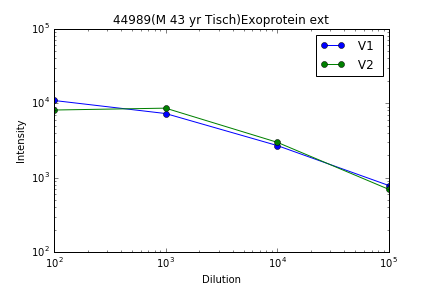 44989(M 43 yr Tisch)Exoprotein ext
10^5
10^4
10^3
10^2
Intensity
V1
V2
10^2 10^3 10^4 10^5
Dilution